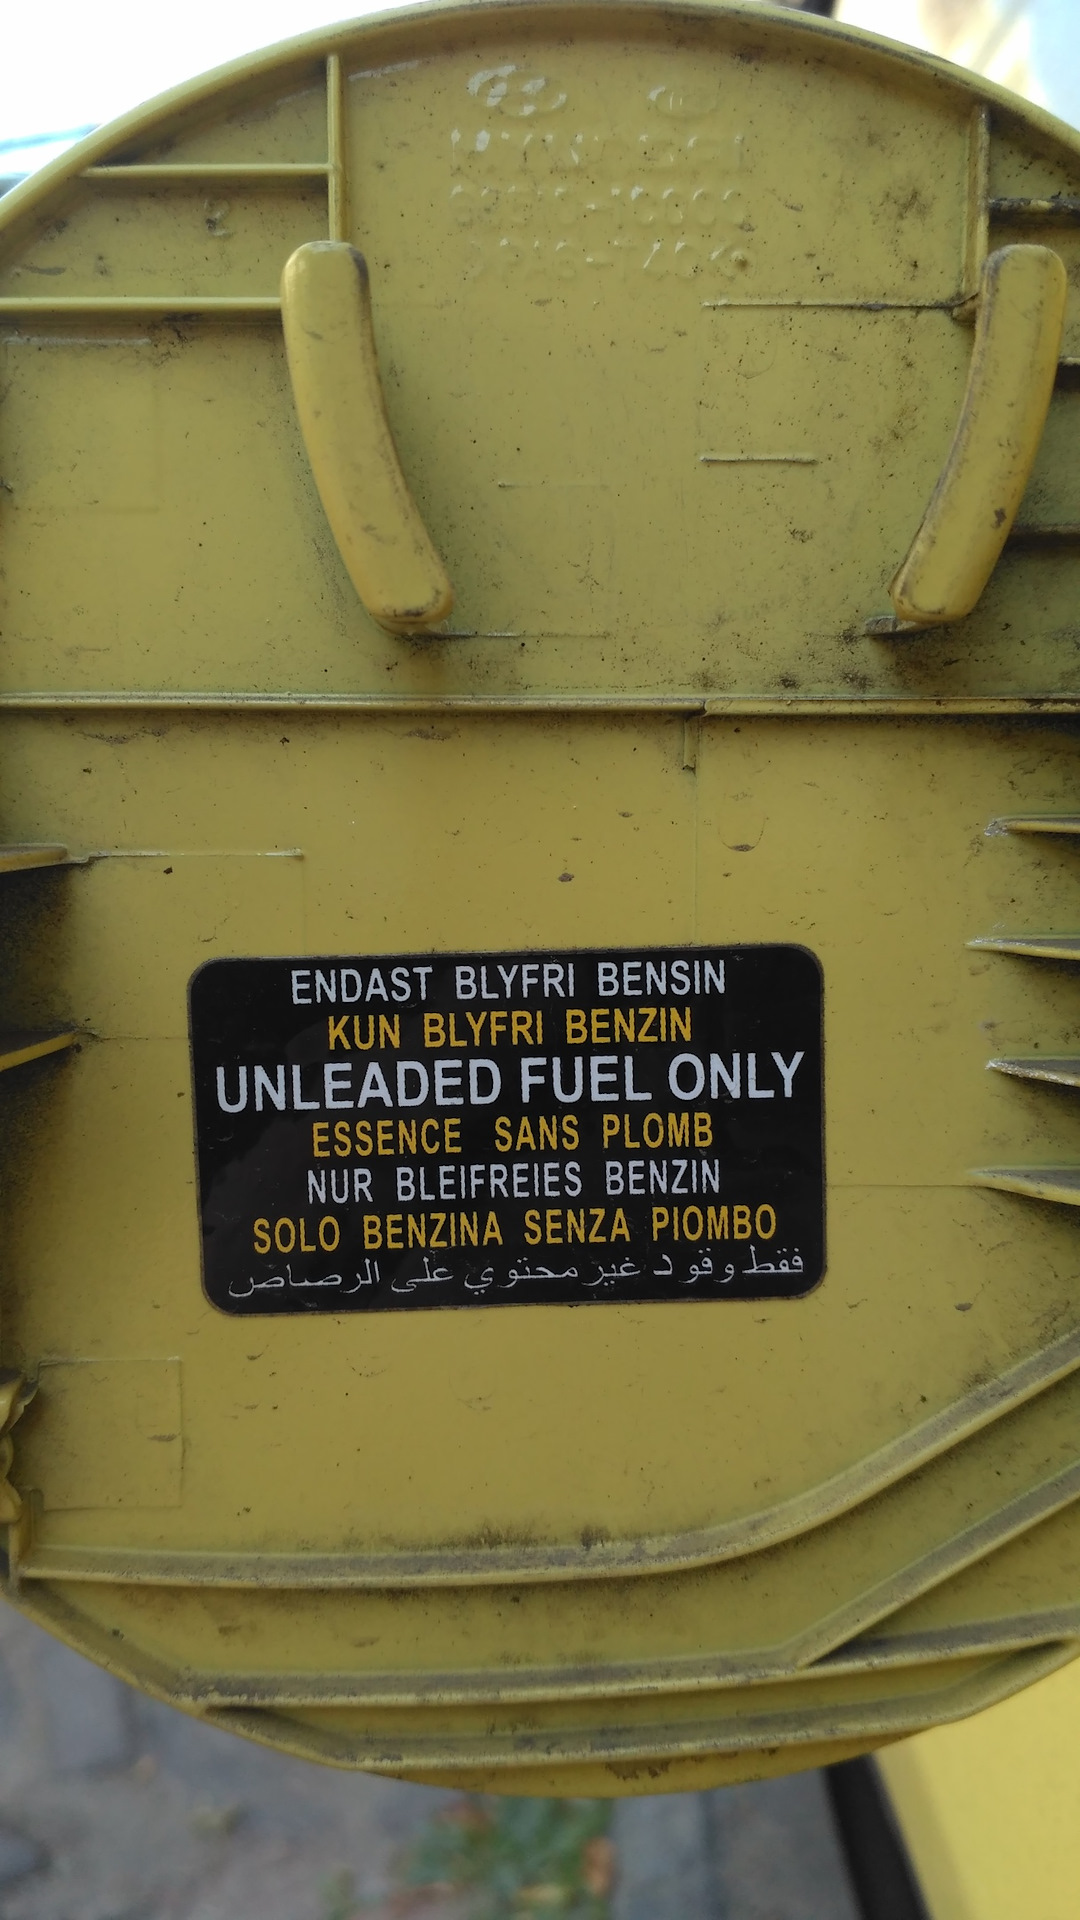 ENDAST BLYFRI BENSIN
KUN BLYFRI BENZIN
UNLEADED FUEL ONLY
ESSENCE SANS PLOMB
NUR BLEIFREIES BENZIN
SOLO BENZINA SENZA PIOMBO
فقط وقود غير محتوي على الرصاص